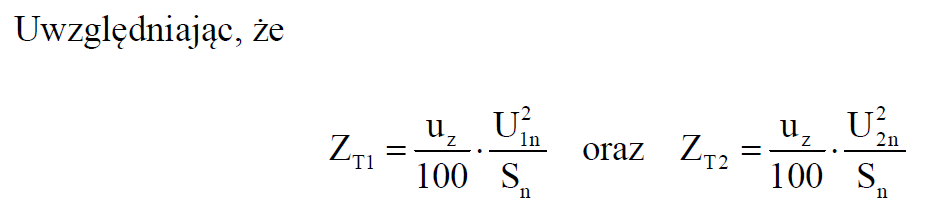 Uwzględniając, że
Z_T1 = u_z/100 · U_1n^2/S_n oraz Z_T2 = u_z/100 · U_2n^2/S_n